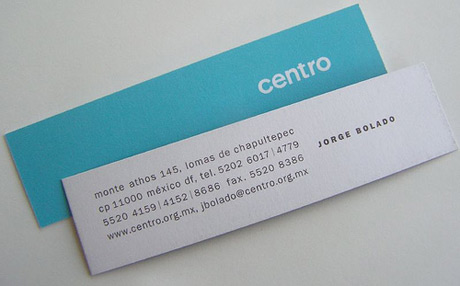 centro
monte athos 145, lomas de chapultepec
cp 11000 méxico df, tel. 5202 6017|4779
5520 4159|4152|8686 fax. 5520 8386
www.centro.org.mx, jbolado@centro.org.mx
JORGE BOLADO